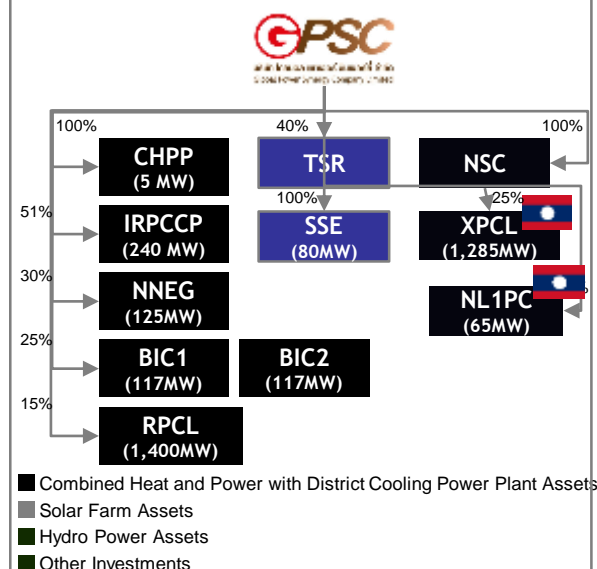 GPSC
100%
40%
100%
CHPP
(5 MW)
TSR
NSC
51%
100%
25%
IRPCCP
(240 MW)
SSE
(80MW)
XPCL
(1,285MW)
30%
NNEG
(125MW)
NL1PC
(65MW)
25%
BIC1
(117MW)
BIC2
(117MW)
15%
RPCL
(1,400MW)
Combined Heat and Power with District Cooling Power Plant Assets
Solar Farm Assets
Hydro Power Assets
Other Investments